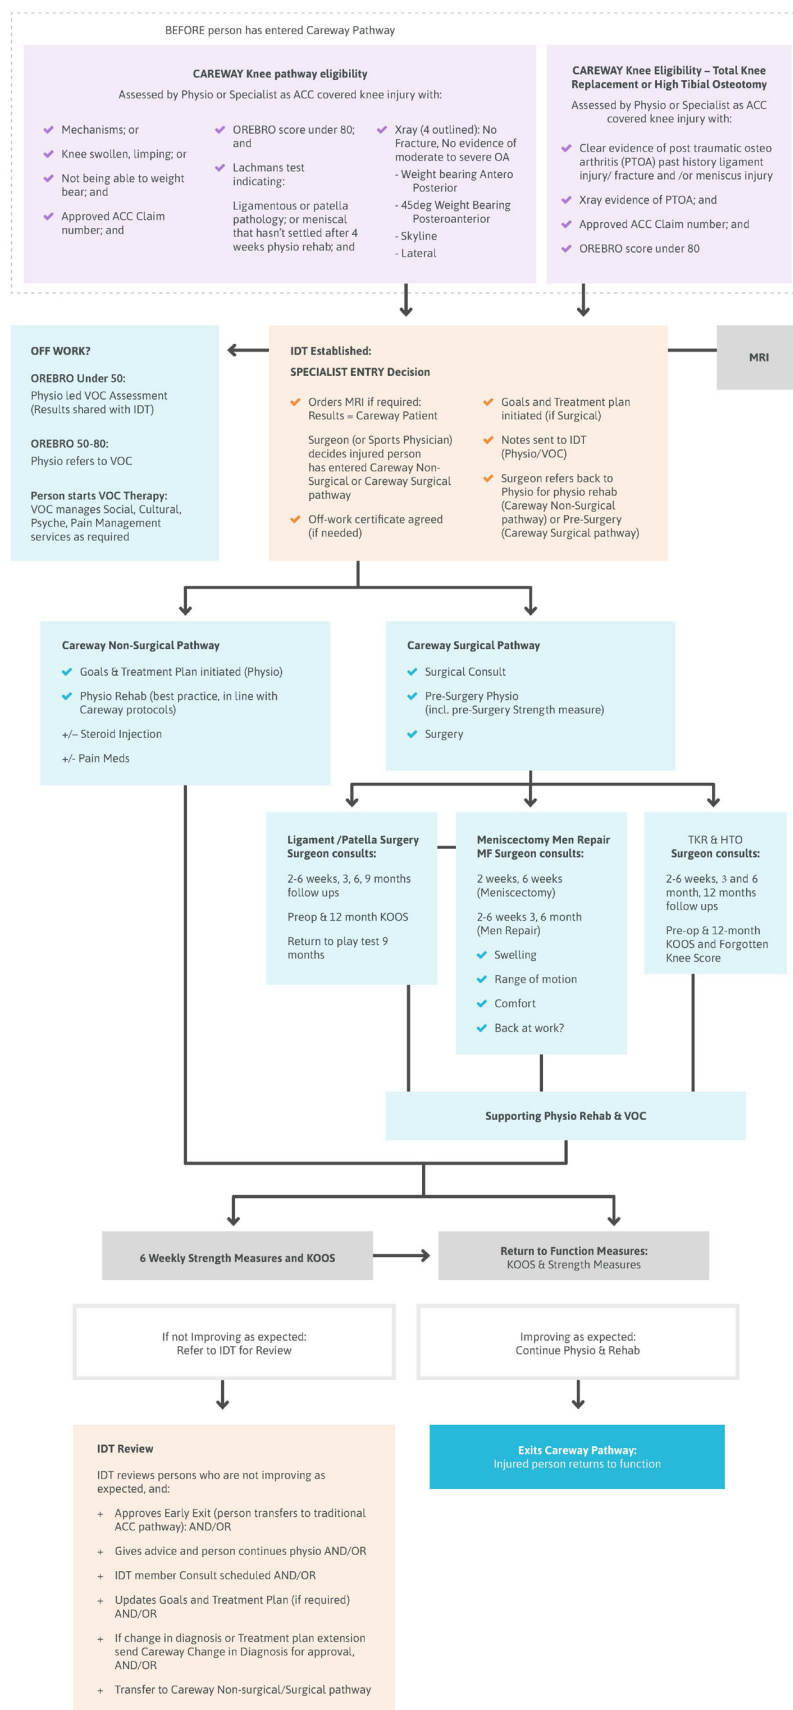 BEFORE person has entered Careway Pathway
CAREWAY Knee pathway eligibility
Assessed by Physio or Specialist as ACC covered knee injury with:
Mechanisms; or
Knee swollen, limping; or
Not being able to weight
bear; and
Approved ACC Claim
number; and
OREBRO score under 80;
and
Lachmans test
indicating:
Ligamentous or patella
pathology; or meniscal
that hasn't settled after 4
weeks physio rehab; and
Xray (4 outlined): No
Fracture, No evidence of
moderate to severe OA
- Weight bearing Antero
Posterior
- 45deg Weight Bearing
Posteroanterior
- Skyline
- Lateral
CAREWAY Knee Eligibility – Total Knee
Replacement or High Tibial Osteotomy
Assessed by Physio or Specialist as ACC
covered knee injury with:
Clear evidence of post traumatic osteo
arthritis (PTOA) past history ligament
injury/ fracture and /or meniscus injury
Xray evidence of PTOA; and
Approved ACC Claim number; and
OREBRO score under 80
OFF WORK?
OREBRO Under 50:
Physio led VOC Assessment
(Results shared with IDT)
OREBRO 50-80:
Physio refers to VOC
Person starts VOC Therapy:
VOC manages Social, Cultural,
Psyche, Pain Management
services as required
IDT Established:
SPECIALIST ENTRY Decision
Orders MRI if required:
Results = Careway Patient
Surgeon (or Sports Physician)
decides injured person
has entered Careway Non-
Surgical or Careway Surgical
pathway
Off-work certificate agreed
(if needed)
Goals and Treatment plan
initiated (if Surgical)
Notes sent to IDT
(Physio/VOC)
Surgeon refers back to
Physio for physio rehab
(Careway Non-Surgical
pathway) or Pre-Surgery
(Careway Surgical pathway)
MRI
Careway Non-Surgical Pathway
Goals & Treatment Plan initiated (Physio)
Physio Rehab (best practice, in line with
Careway protocols)
+/– Steroid Injection
+/- Pain Meds
Careway Surgical Pathway
Surgical Consult
Pre-Surgery Physio
(incl. pre-Surgery Strength measure)
Surgery
Ligament /Patella Surgery
Surgeon consults:
2-6 weeks, 3, 6, 9 months
follow ups
Preop & 12 month KOOS
Return to play test 9
months
Meniscectomy Men Repair
MF Surgeon consults:
2 weeks, 6 weeks
(Meniscectomy)
2-6 weeks 3, 6 month
(Men Repair)
Swelling
Range of motion
Comfort
Back at work?
TKR & HTO
Surgeon consults:
2-6 weeks, 3 and 6
month, 12 months
follow ups
Pre-op & 12-month
KOOS and Forgotten
Knee Score
Supporting Physio Rehab & VOC
6 Weekly Strength Measures and KOOS
Return to Function Measures:
KOOS & Strength Measures
If not Improving as expected:
Refer to IDT for Review
Improving as expected:
Continue Physio & Rehab
IDT Review
IDT reviews persons who are not improving as
expected, and:
+ Approves Early Exit (person transfers to traditional
ACC pathway): AND/OR
+ Gives advice and person continues physio AND/OR
+ IDT member Consult scheduled AND/OR
+ Updates Goals and Treatment Plan (if required)
AND/OR
+ If change in diagnosis or Treatment plan extension
send Careway Change in Diagnosis for approval,
AND/OR
+ Transfer to Careway Non-surgical/Surgical pathway
Exits Careway Pathway:
Injured person returns to function